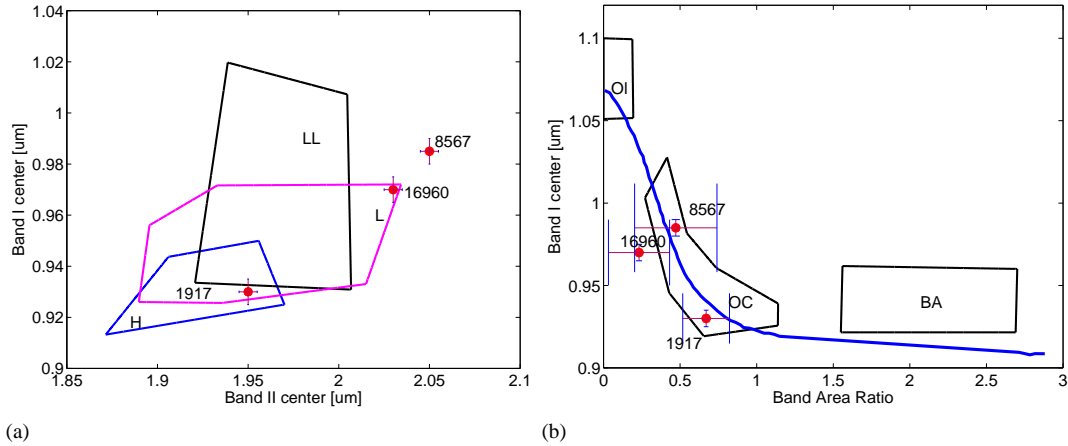 1.04
1.02
1
0.98
0.96
0.94
0.92
0.9
1.85
1.9
1.95
2
2.05
2.1
Band I center [um]
Band II center [um]
LL
8567
16960
L
1917
H
(a)
1.1
1.05
1
0.95
0.9
0
0.5
1
1.5
2
2.5
3
Band I center [um]
Band Area Ratio
OI
8567
16960
OC
BA
1917
(b)